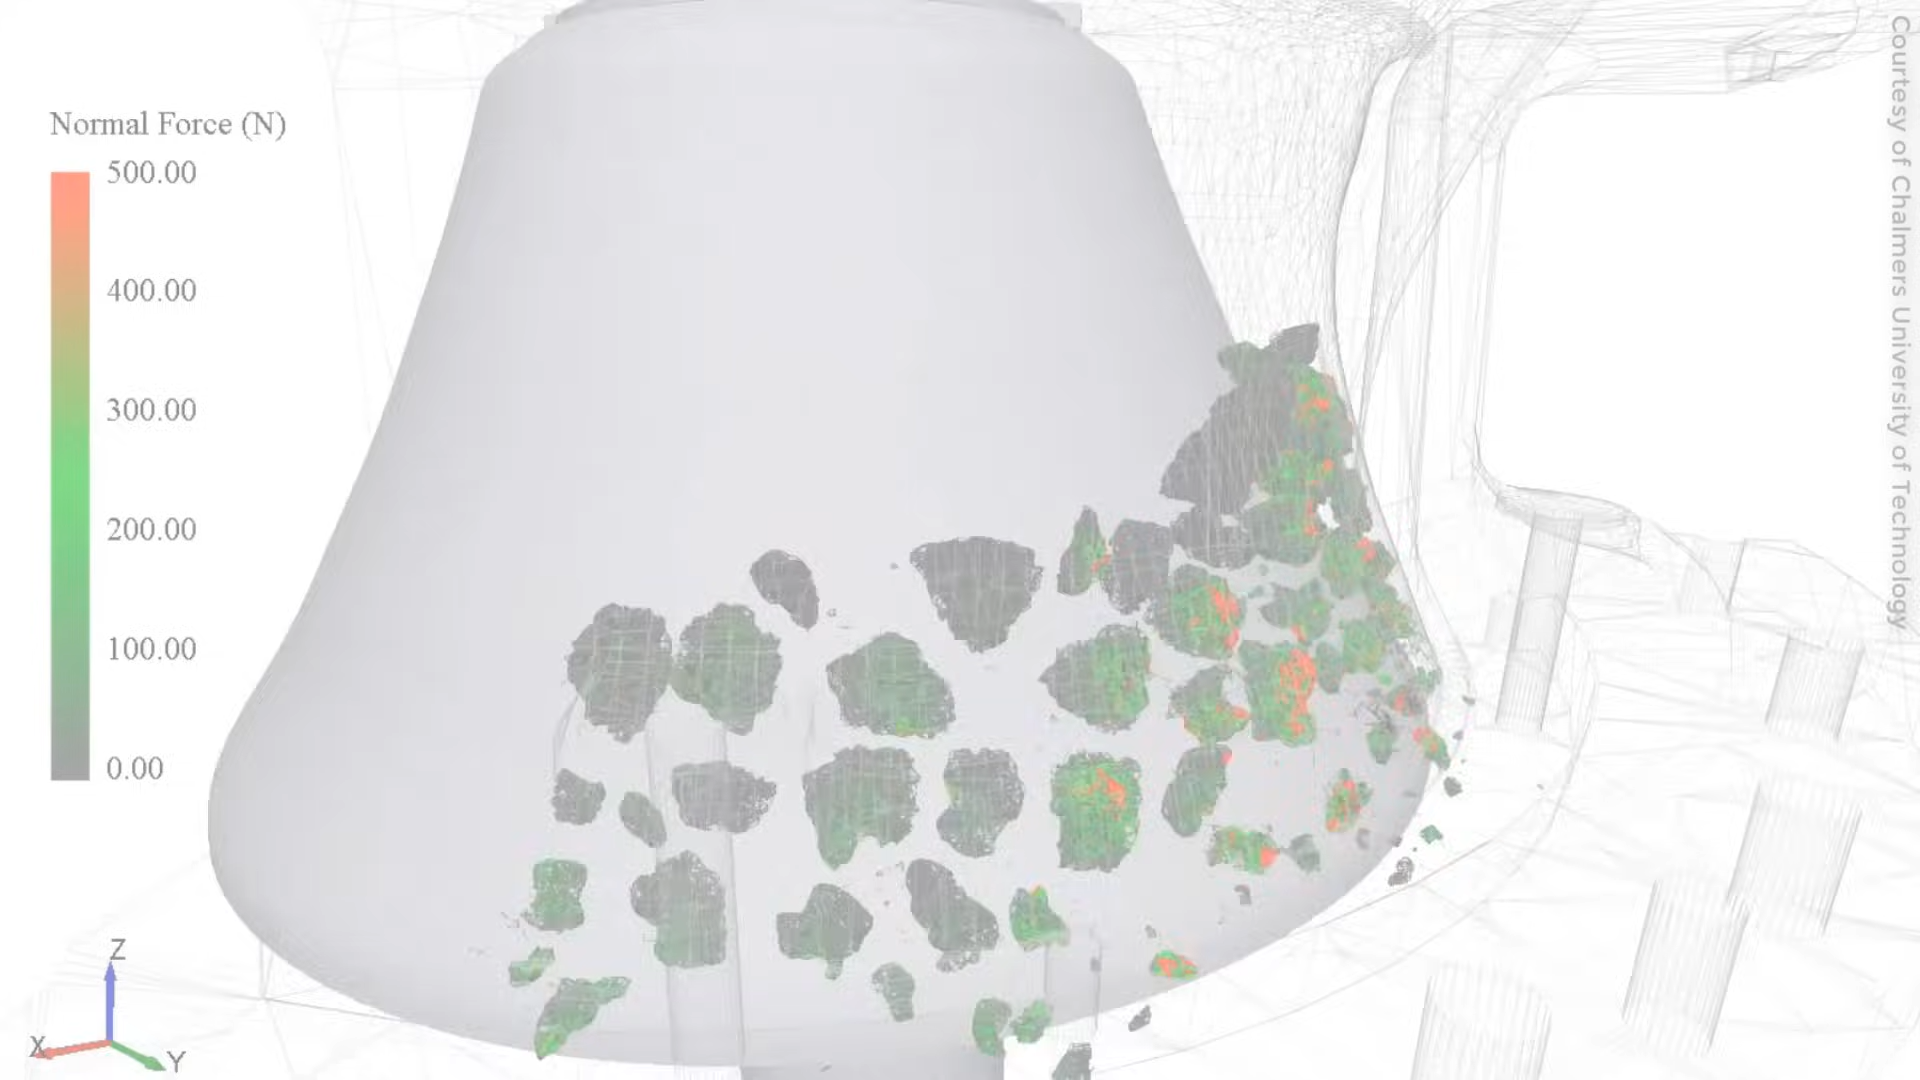 Normal Force (N)
500.00
400.00
300.00
200.00
100.00
0.00
Z
X
Y
Courtesy of Chalmers University of Technology